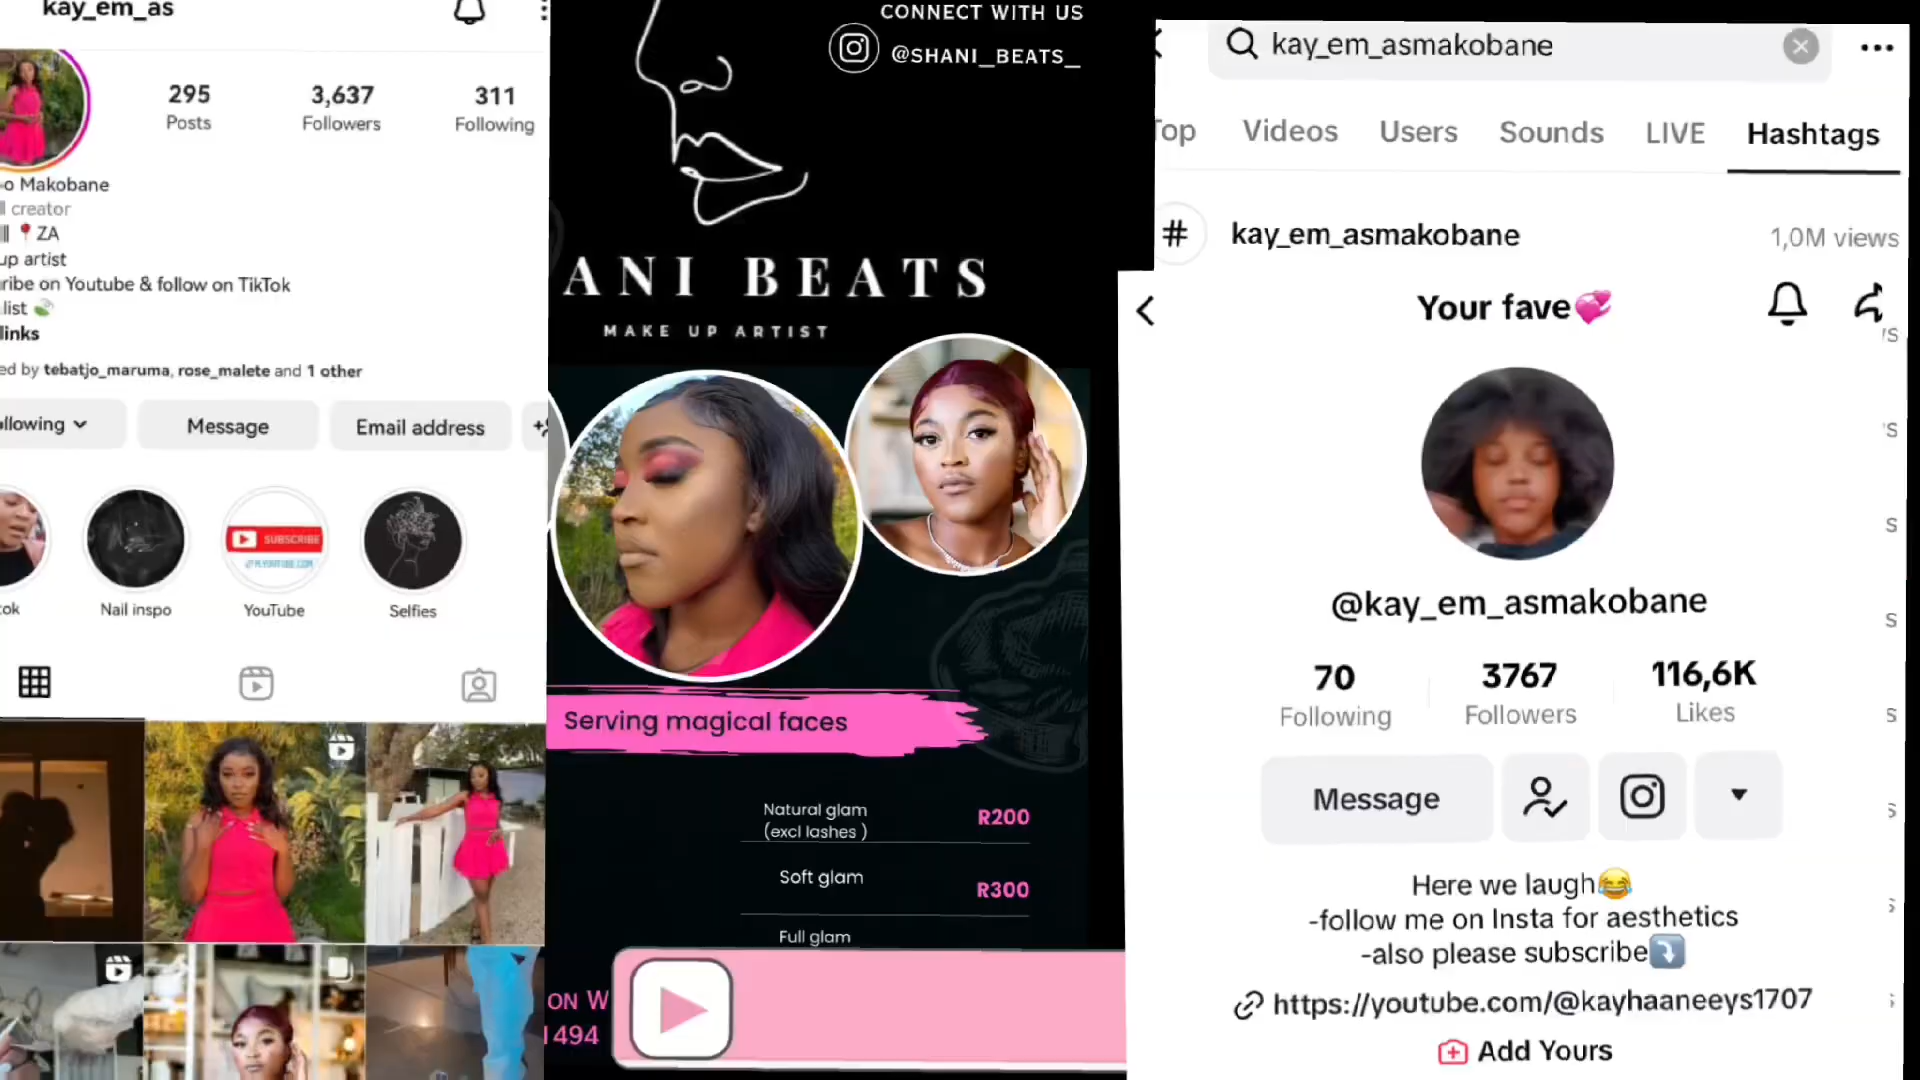 kay_em_as
295
Posts
3,637
Followers
311
Following
Makobane
creator
ZA
up artist
ribe on Youtube & follow on TikTok
list
links
ed by tebatjo_maruma, rose_malete and 1 other
llowing
Message
Email address
ok
Nail inspo
SUBSCRIBE
YouTube
Selfies
CONNECT WITH US
@SHANI_BEATS_
ANI BEATS
MAKE UP ARTIST
Serving magical faces
Natural glam
(excl lashes )
R200
Soft glam
R300
Full glam
ON W
1494
kay_em_asmakobane
Top
Videos
Users
Sounds
LIVE
Hashtags
# kay_em_asmakobane
1,0M views
Your fave💞
@kay_em_asmakobane
70
Following
3767
Followers
116,6K
Likes
Message
Here we laugh😂
-follow me on Insta for aesthetics
-also please subscribe⤵️
https://youtube.com/@kayhaaneeys1707
Add Yours